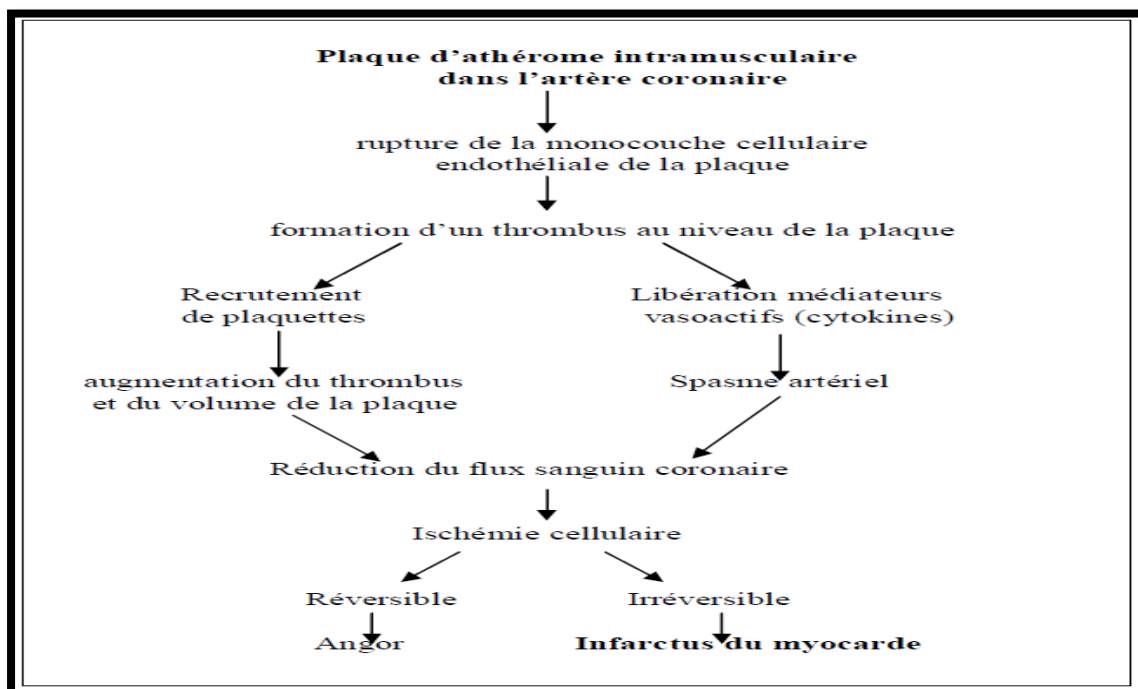 Plaque d'athérome intramusculaire
dans l'artère coronaire
rupture de la monocouche cellulaire
endothéliale de la plaque
formation d'un thrombus au niveau de la plaque
Recrutement
de plaquettes
Libération médiateurs
vasoactifs (cytokines)
augmentation du thrombus
et du volume de la plaque
Spasme artériel
Réduction du flux sanguin coronaire
Ischémie cellulaire
Réversible
Irréversible
Angor
Infarctus du myocarde